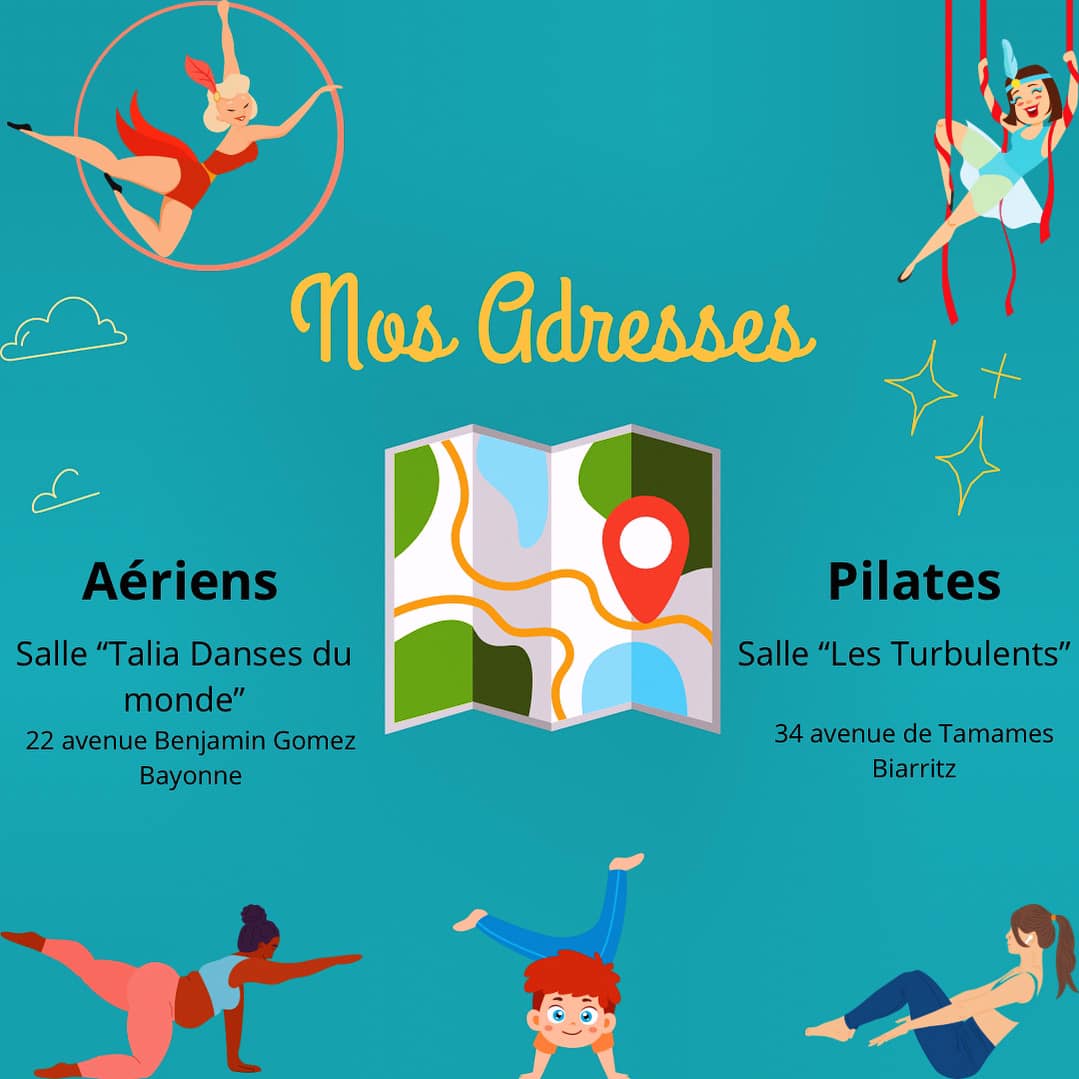 Nos Adresses
Aériens
Salle “Talia Danses du
monde”
22 avenue Benjamin Gomez
Bayonne
Pilates
Salle “Les Turbulents”
34 avenue de Tamames
Biarritz